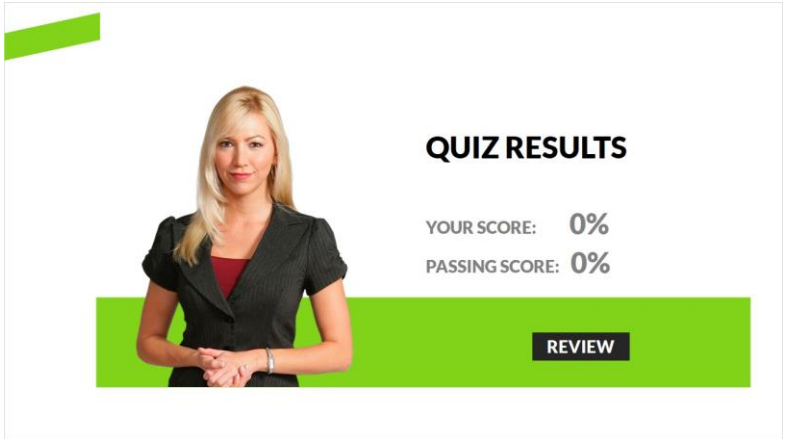 QUIZ RESULTS
YOUR SCORE: 0%
PASSING SCORE: 0%
REVIEW